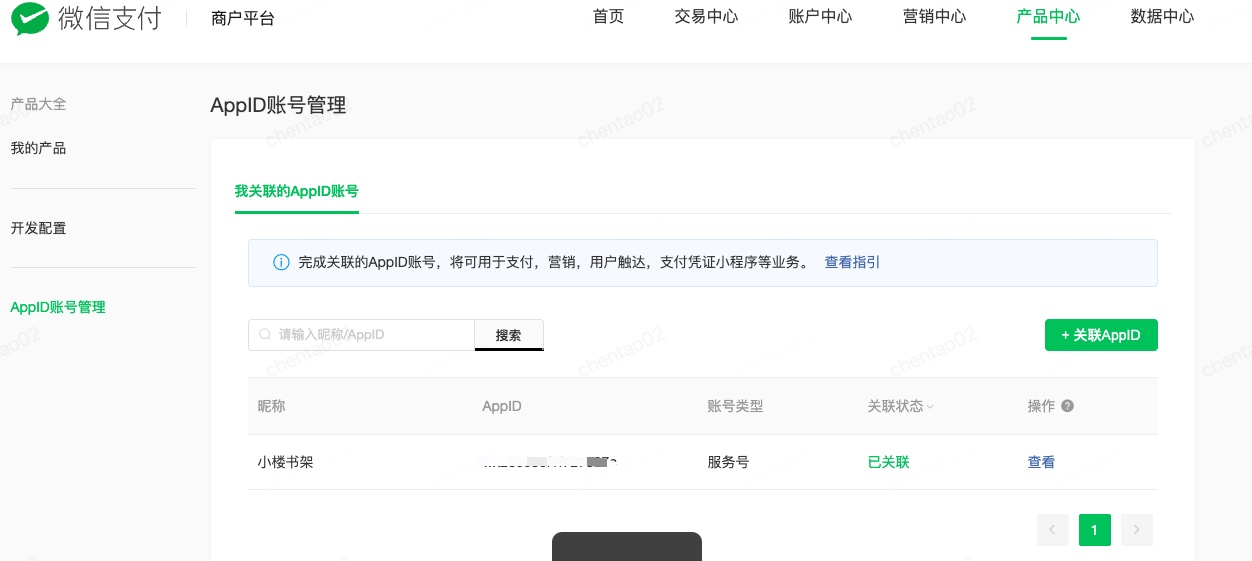 微信支付 商户平台 首页 交易中心 账户中心 营销中心 产品中心 数据中心
产品大全
AppID账号管理
我的产品
我关联的AppID账号
开发配置
完成关联的AppID账号，将可用于支付，营销，用户触达，支付凭证小程序等业务。 查看指引
AppID账号管理
请输入昵称/AppID 搜索 + 关联AppID
昵称 AppID 账号类型 关联状态 操作
小楼书架 服务号 已关联 查看
1
chentao02
chentao02
chentao02
chentao02
chentao02
chentao02